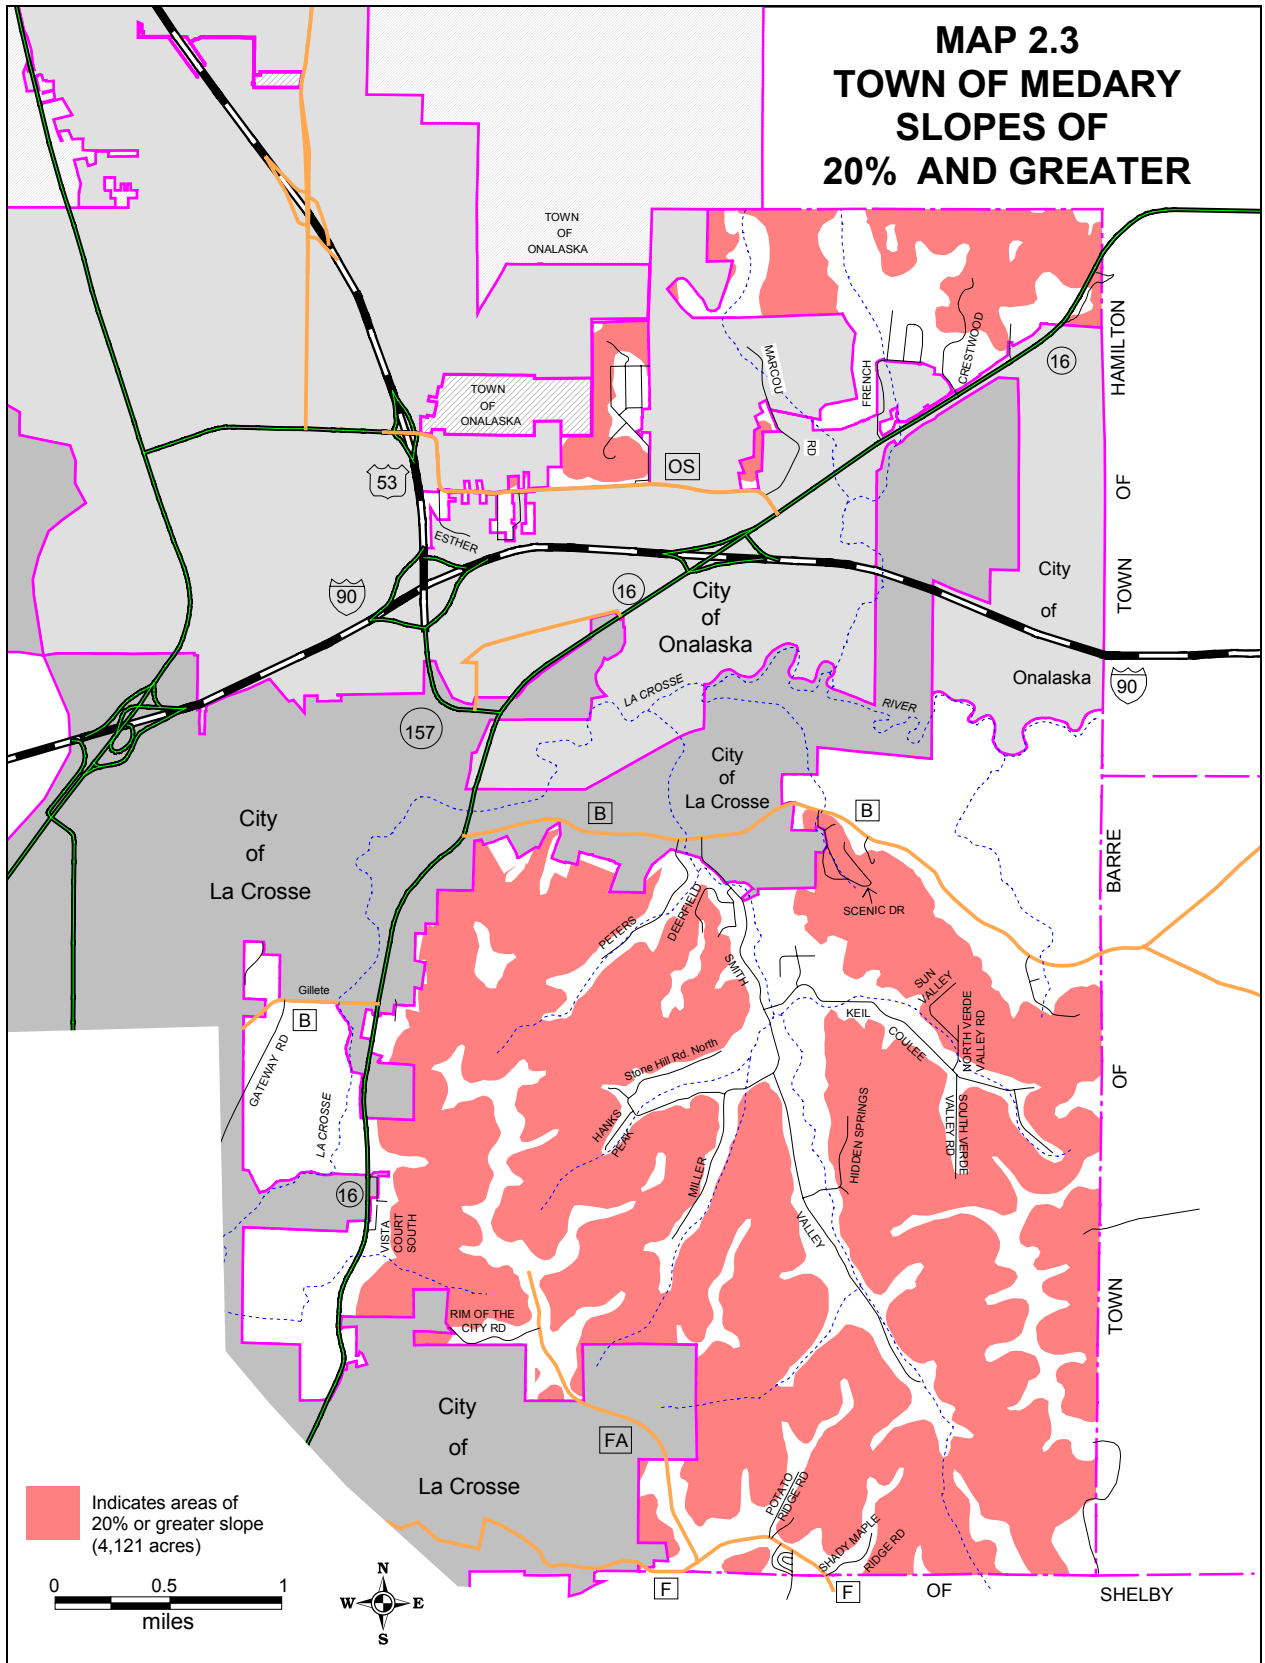 MAP 2.3
TOWN OF MEDARY
SLOPES OF
20% AND GREATER
TOWN
OF
ONALASKA
HAMILTON
OF
TOWN
MARCOU
RD
FRENCH
CRESTWOOD
16
TOWN
OF
ONALASKA
OS
53
ESTHER
90
16
City
of
Onalaska
City
of
Onalaska
90
LA CROSSE
RIVER
157
City
of
La Crosse
B
B
City
of
La Crosse
BARRE
OF
TOWN
SCENIC DR
PETERS
DEERFIELD
SMITH
SUN
VALLEY
NORTH VERDE
VALLEY RD
KEIL
COULEE
Gillete
B
GATEWAY RD
LA CROSSE
Stone Hill Rd. North
HANKS
PEAK
MILLER
HIDDEN SPRINGS
SOUTH VERDE
VALLEY RD
VALLEY
16
VISTA
COURT
SOUTH
RIM OF THE
CITY RD
City
of
La Crosse
FA
POTATO
RIDGE RD
SHADY MAPLE
RIDGE RD
F
F
OF
SHELBY
Indicates areas of
20% or greater slope
(4,121 acres)
0 0.5 1
miles
N
W E
S